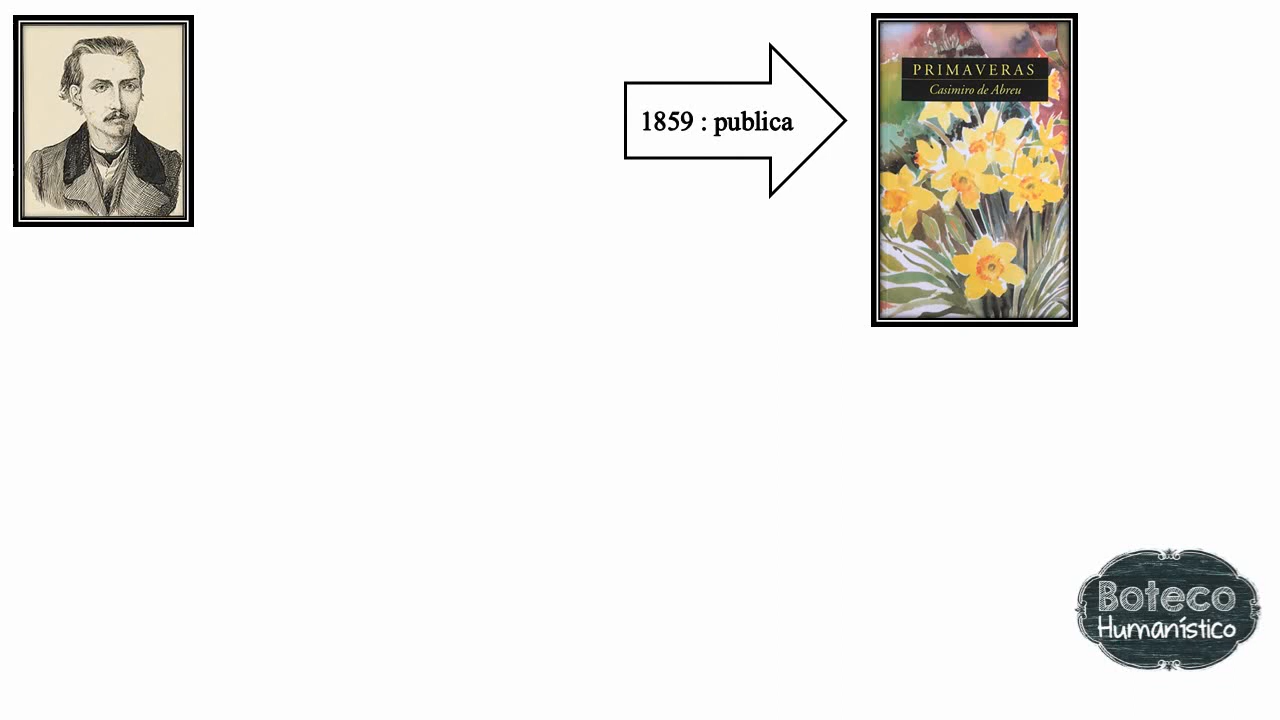 1859 : publica
PRIMAVERAS
Casimiro de Abreu
Boteco
Humanístico